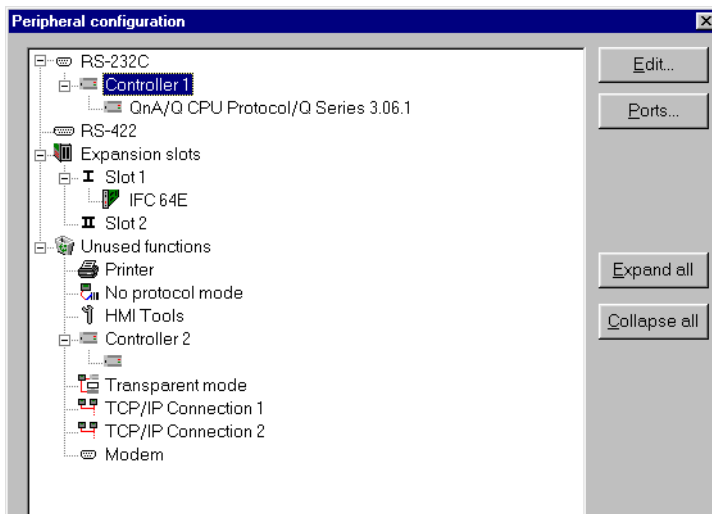 Peripheral configuration
RS-232C
Controller 1
QnA/Q CPU Protocol/Q Series 3.06.1
RS-422
Expansion slots
I Slot 1
IFC 64E
II Slot 2
Unused functions
Printer
No protocol mode
HMI Tools
Controller 2
Transparent mode
TCP/IP Connection 1
TCP/IP Connection 2
Modem
Edit...
Ports...
Expand all
Collapse all